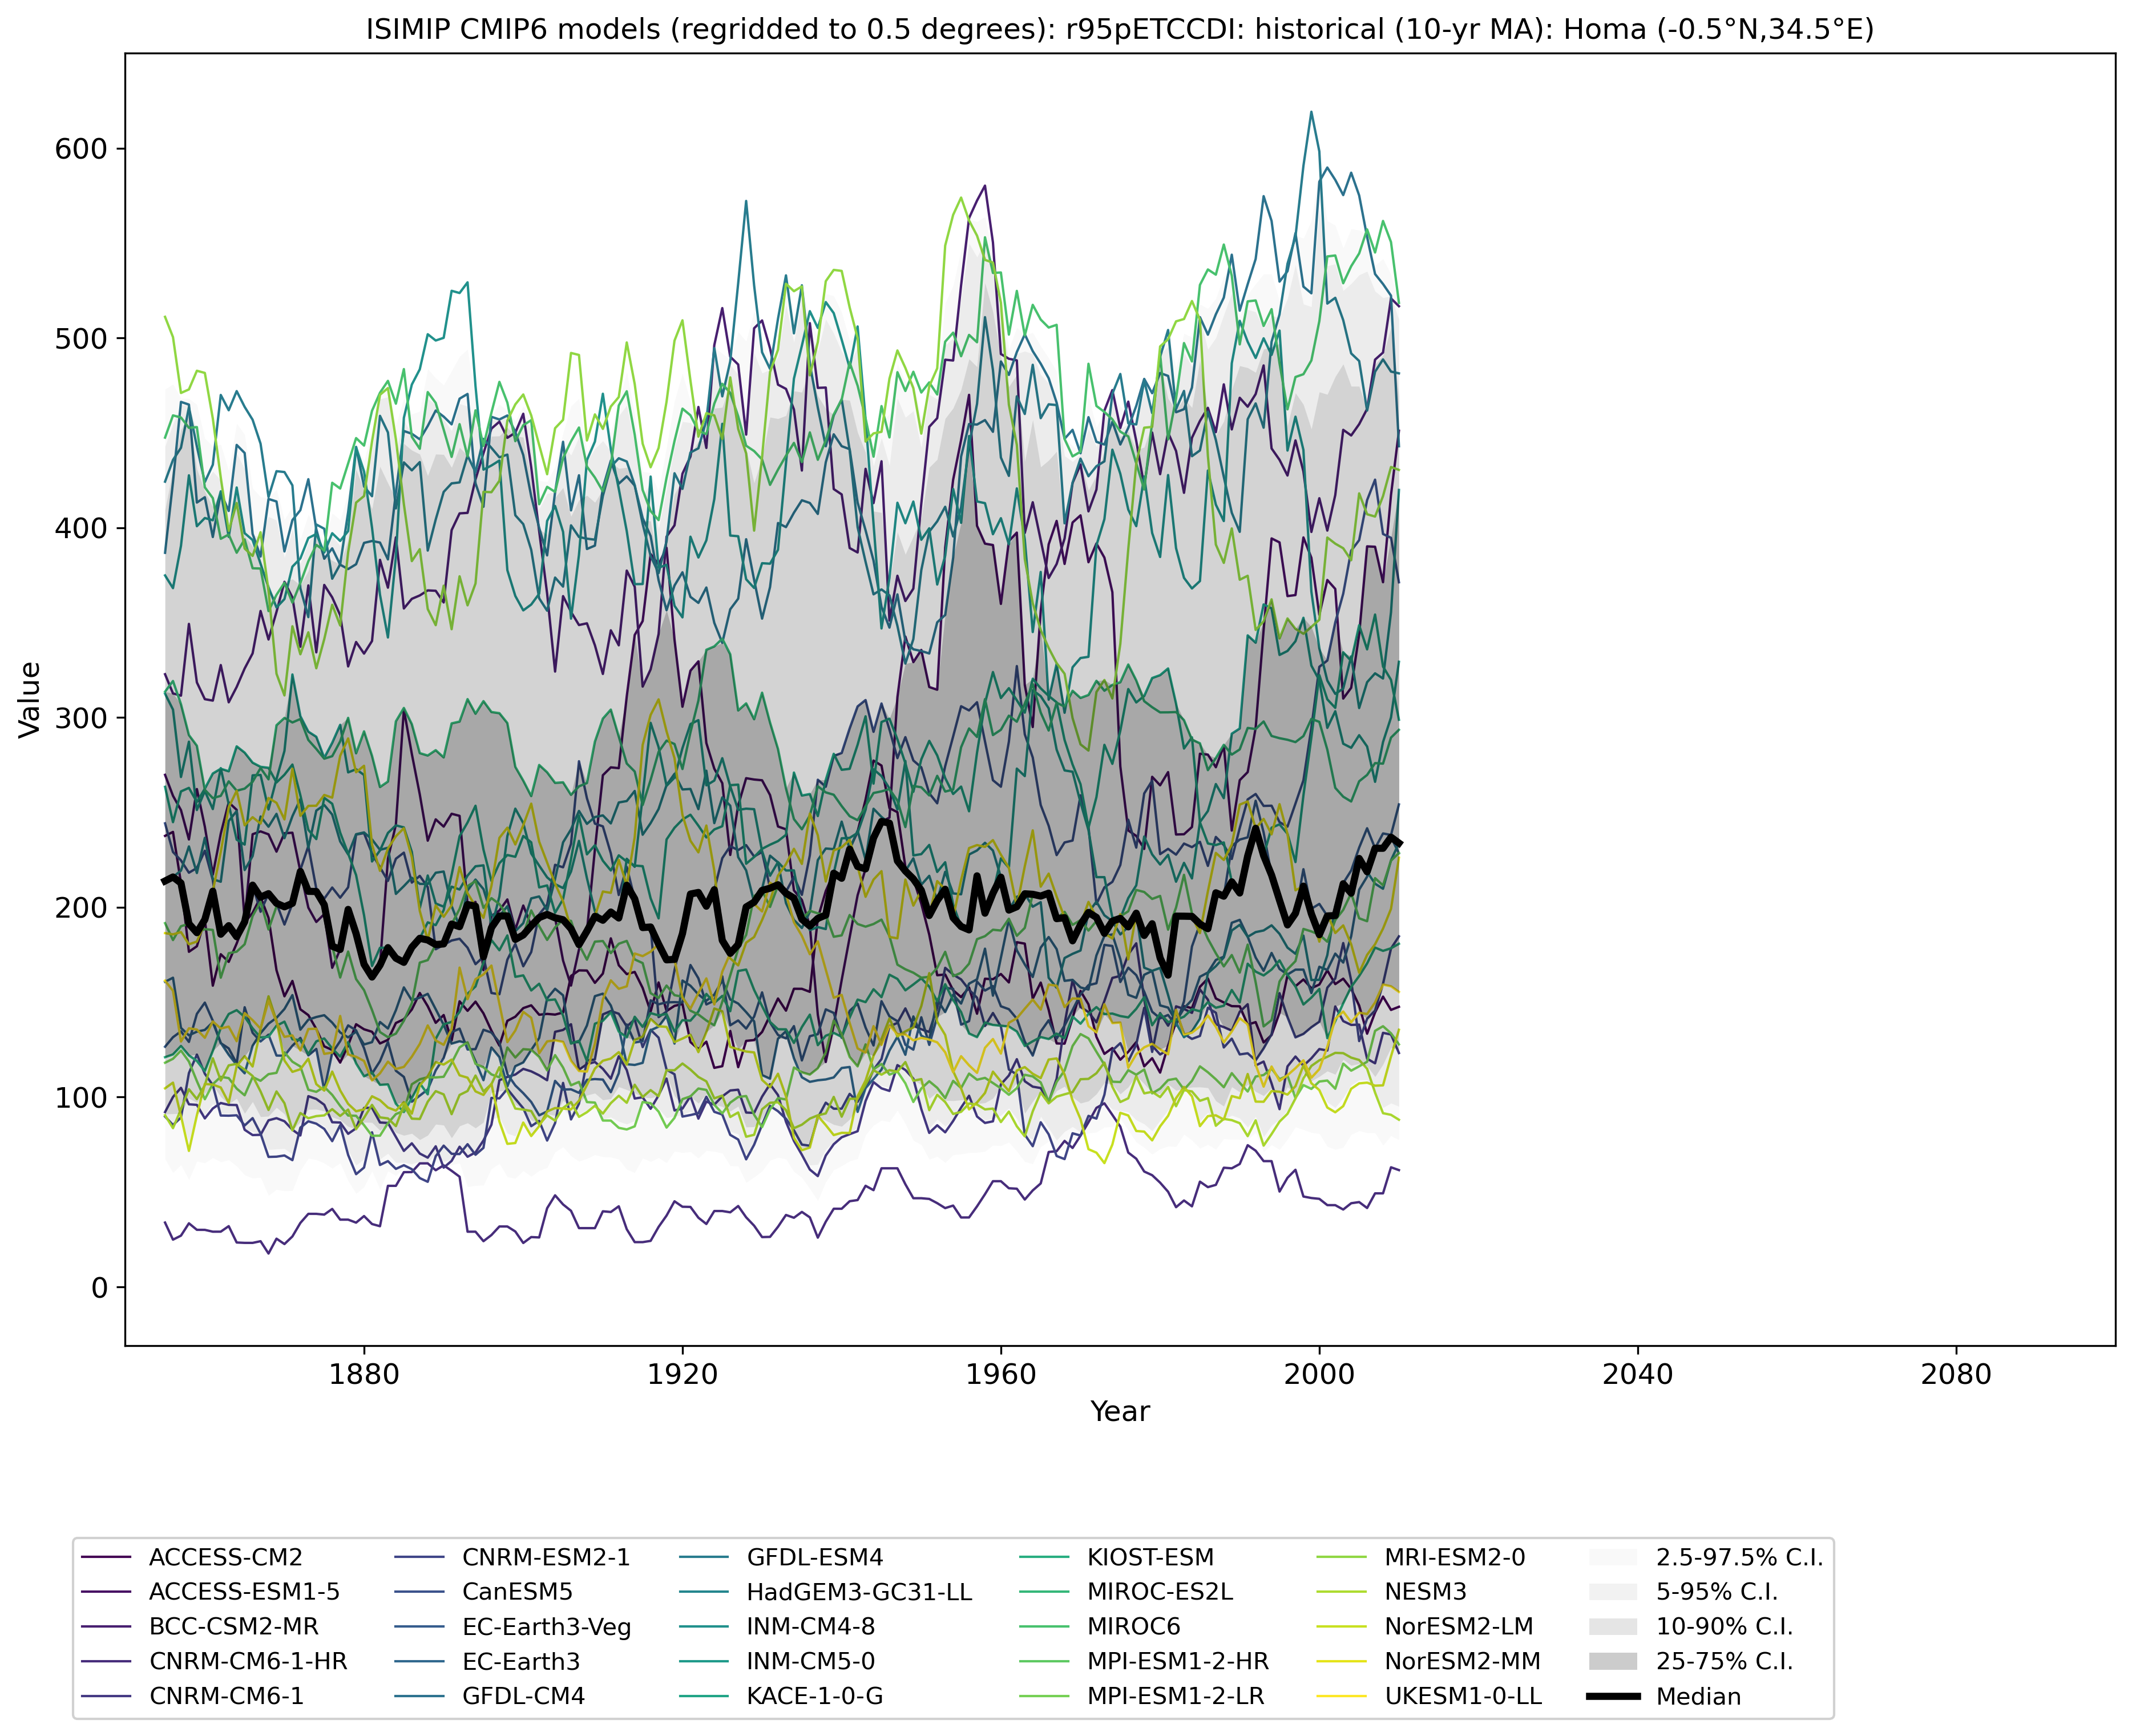 ISIMIP CMIP6 models (regridded to 0.5 degrees): r95pETCCDI: historical (10-yr MA): Homa (-0.5°N,34.5°E)
600
500
400
300
200
100
0
Value
1880 1920 1960 2000 2040 2080
Year
ACCESS-CM2 CNRM-ESM2-1 GFDL-ESM4 KIOST-ESM MRI-ESM2-0 2.5-97.5% C.I.
ACCESS-ESM1-5 CanESM5 HadGEM3-GC31-LL MIROC-ES2L NESM3 5-95% C.I.
BCC-CSM2-MR EC-Earth3-Veg INM-CM4-8 MIROC6 NorESM2-LM 10-90% C.I.
CNRM-CM6-1-HR EC-Earth3 INM-CM5-0 MPI-ESM1-2-HR NorESM2-MM 25-75% C.I.
CNRM-CM6-1 GFDL-CM4 KACE-1-0-G MPI-ESM1-2-LR UKESM1-0-LL Median